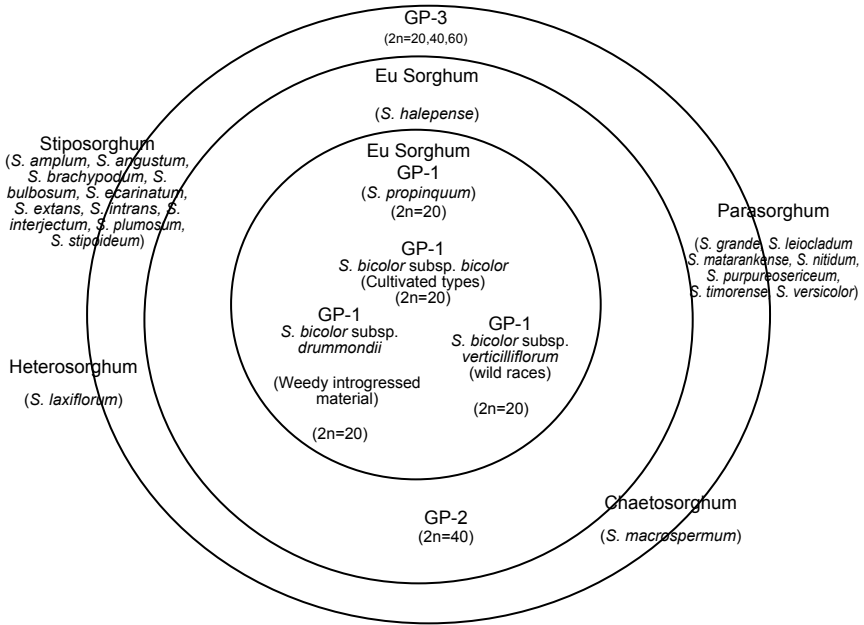 GP-3
(2n=20,40,60)
Eu Sorghum
(S. halepense)
Eu Sorghum
GP-1
(S. propinquum)
(2n=20)
GP-1
S. bicolor subsp. bicolor
(Cultivated types)
(2n=20)
GP-1
S. bicolor subsp.
drummondii
(Weedy introgressed
material)
(2n=20)
GP-1
S. bicolor subsp.
verticilliflorum
(wild races)
(2n=20)
GP-2
(2n=40)
Stiposorghum
(S. amplum, S. angustum,
S. brachypodum, S.
bulbosum, S. ecarinatum,
S. extans, S. intrans, S.
interjectum, S. plumosum,
S. stipoideum)
Heterosorghum
(S. laxiflorum)
Parasorghum
(S. grande, S. leiocladum
S. matarankense, S. nitidum,
S. purpureosericeum,
S. timorense, S. versicolor)
Chaetosorghum
(S. macrospermum)